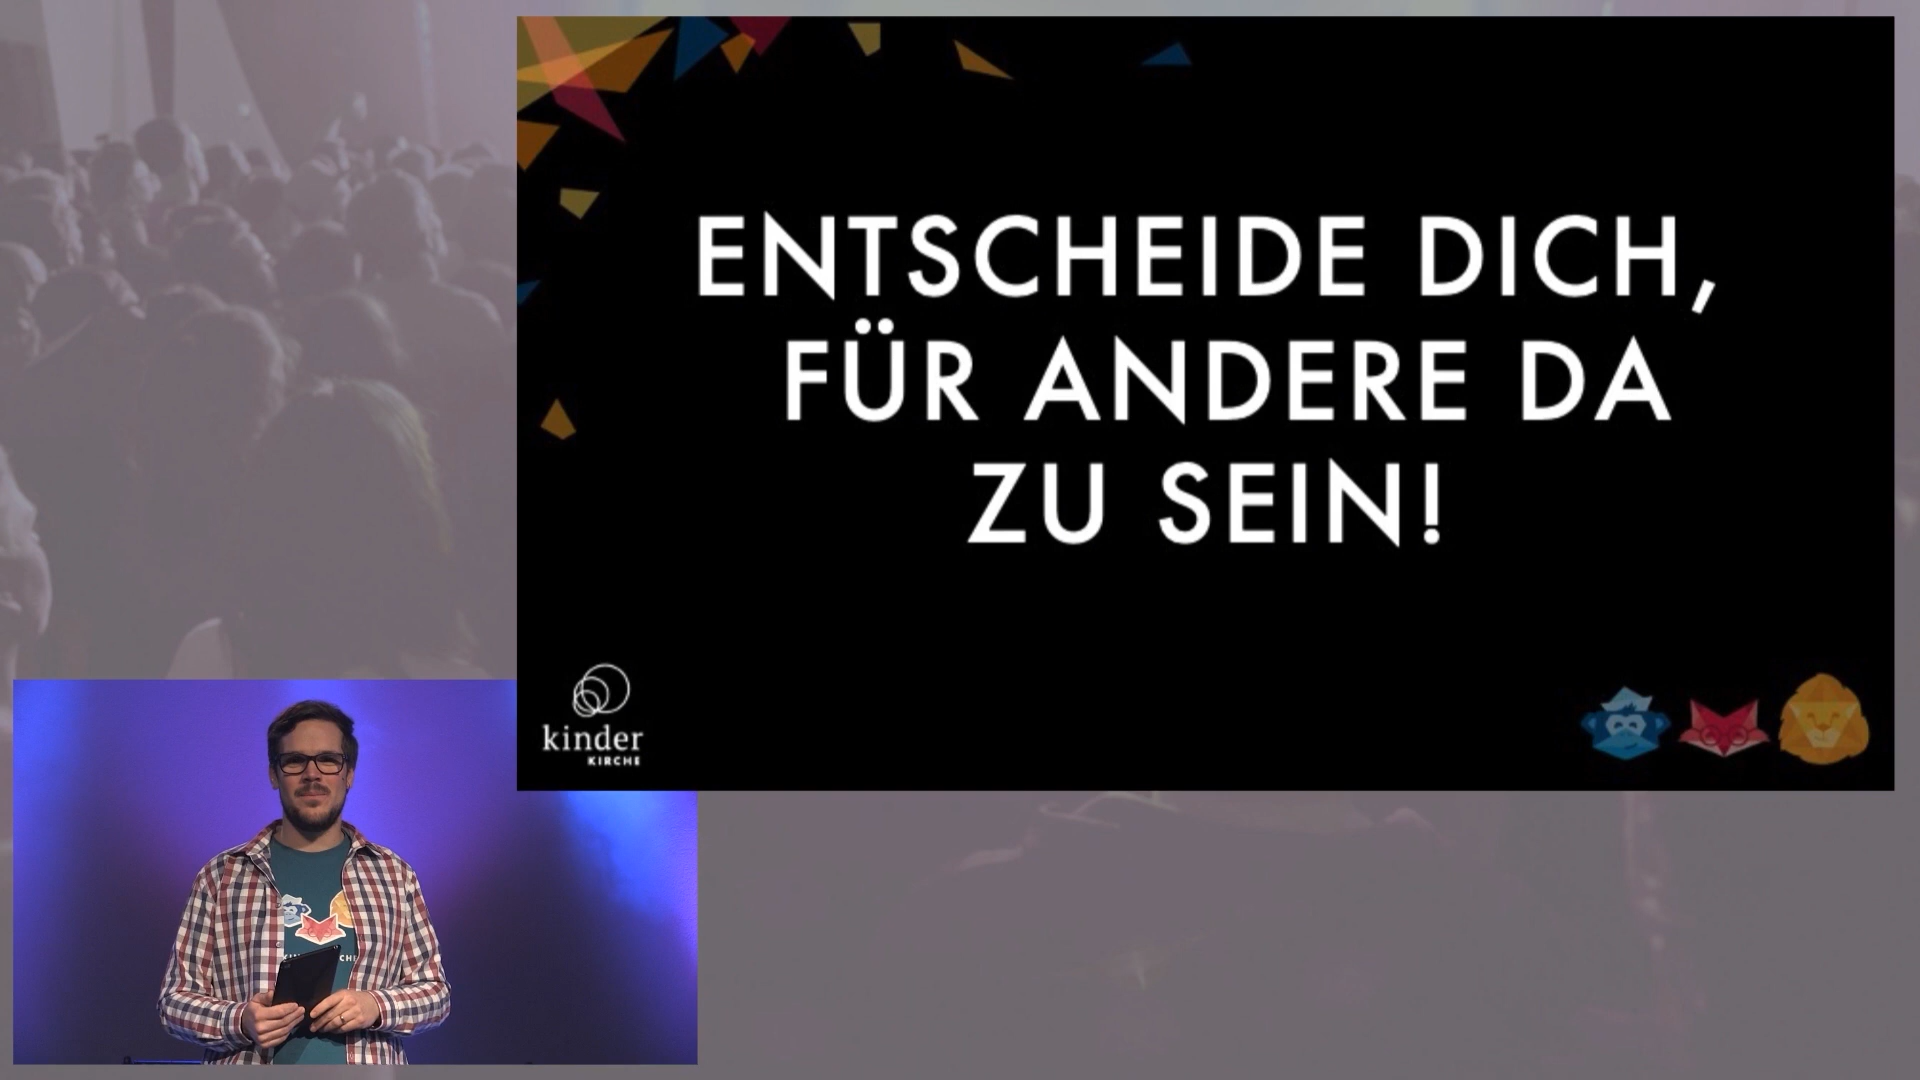 ENTSCHEIDE DICH,
FÜR ANDERE DA
ZU SEIN!
kinder
KIRCHE